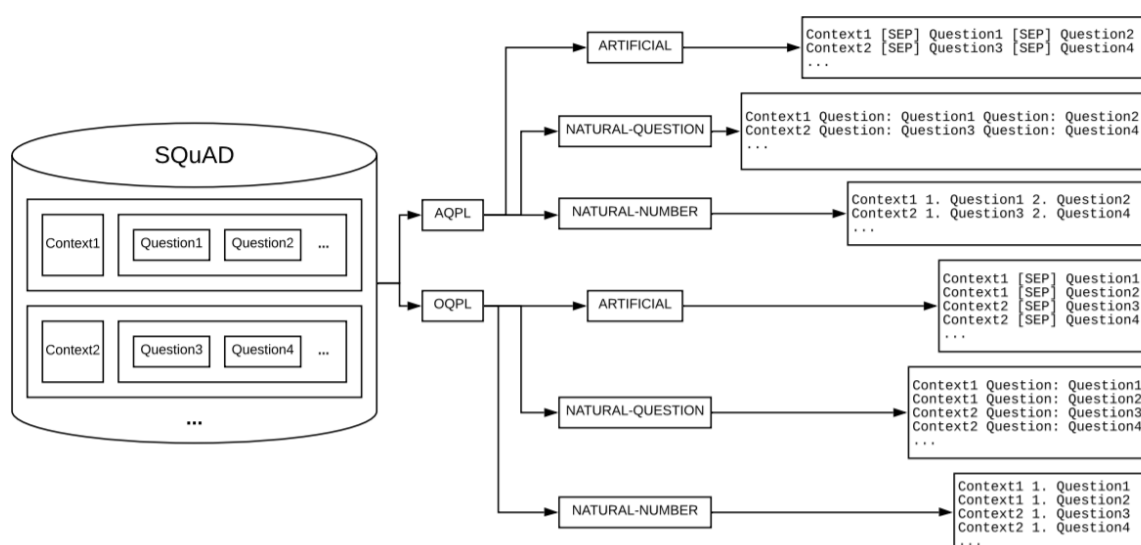 SQuAD
Context1
Question1
Question2
...
Context2
Question3
Question4
...
...
AQPL
OQPL
ARTIFICIAL
Context1 [SEP] Question1 [SEP] Question2
Context2 [SEP] Question3 [SEP] Question4
...
NATURAL-QUESTION
Context1 Question: Question1 Question: Question2
Context2 Question: Question3 Question: Question4
...
NATURAL-NUMBER
Context1 1. Question1 2. Question2
Context2 1. Question3 2. Question4
...
ARTIFICIAL
Context1 [SEP] Question1
Context1 [SEP] Question2
Context2 [SEP] Question3
Context2 [SEP] Question4
...
NATURAL-QUESTION
Context1 Question: Question1
Context1 Question: Question2
Context2 Question: Question3
Context2 Question: Question4
...
NATURAL-NUMBER
Context1 1. Question1
Context1 1. Question2
Context2 1. Question3
Context2 1. Question4
...